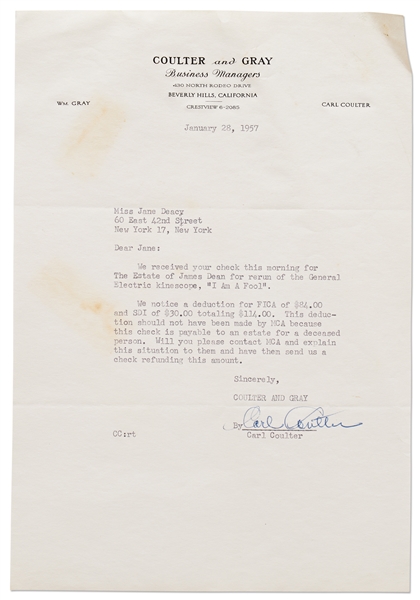 COULTER and GRAY
Business Managers
430 NORTH RODEO DRIVE
BEVERLY HILLS, CALIFORNIA
CRESTVIEW 6-2085
WM. GRAY
CARL COULTER
January 28, 1957
Miss Jane Deacy
60 East 42nd Street
New York 17, New York
Dear Jane:
We received your check this morning for
The Estate of James Dean for rerun of the General
Electric kinescope, "I Am A Fool".
We notice a deduction for FICA of $84.00
and SDI of $30.00 totaling $114.00. This deduc-
tion should not have been made by MCA because
this check is payable to an estate for a deceased
person. Will you please contact MCA and explain
this situation to them and have them send us a
check refunding this amount.
Sincerely,
COULTER AND GRAY
By Carl Coulter
Carl Coulter
CC:rt